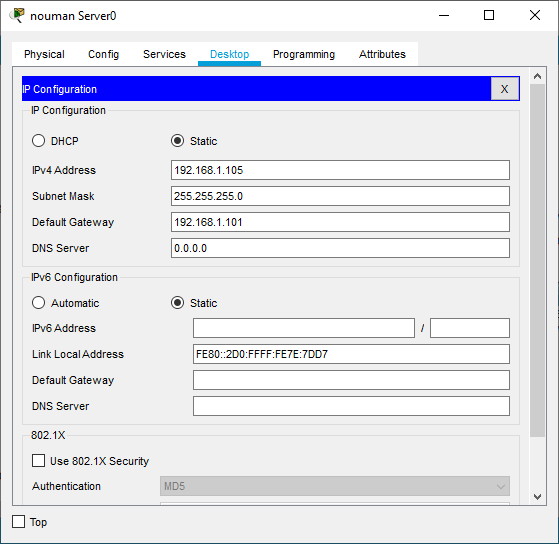 nouman Server0
Physical Config Services Desktop Programming Attributes
IP Configuration X
IP Configuration
DHCP Static
IPv4 Address 192.168.1.105
Subnet Mask 255.255.255.0
Default Gateway 192.168.1.101
DNS Server 0.0.0.0
IPv6 Configuration
Automatic Static
IPv6 Address /
Link Local Address FE80::2D0:FFFF:FE7E:7DD7
Default Gateway
DNS Server
802.1X
Use 802.1X Security
Authentication MD5
Top